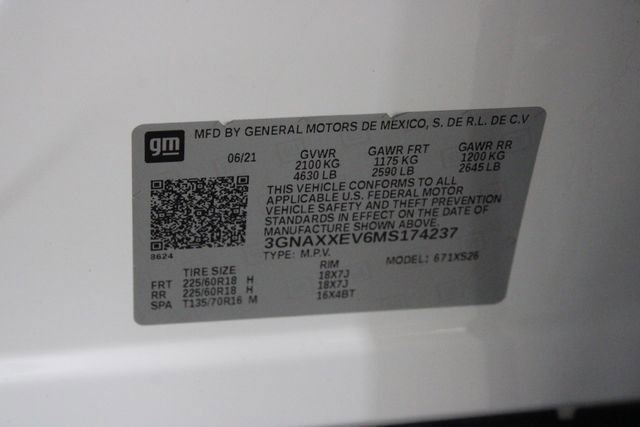 gm
MFD BY GENERAL MOTORS DE MEXICO, S. DE R.L. DE C.V
06/21 GVWR GAWR FRT GAWR RR
2100 KG 1175 KG 1200 KG
4630 LB 2590 LB 2645 LB
THIS VEHICLE CONFORMS TO ALL
APPLICABLE U.S. FEDERAL MOTOR
VEHICLE SAFETY AND THEFT PREVENTION
STANDARDS IN EFFECT ON THE DATE OF
MANUFACTURE SHOWN ABOVE.
8624
3GNAXXEV6MS174237
TYPE: M.P.V. MODEL: 671XS26
TIRE SIZE RIM
FRT 225/60R18 H 18X7J
RR 225/60R18 H 18X7J
SPA T135/70R16 M 16X4BT